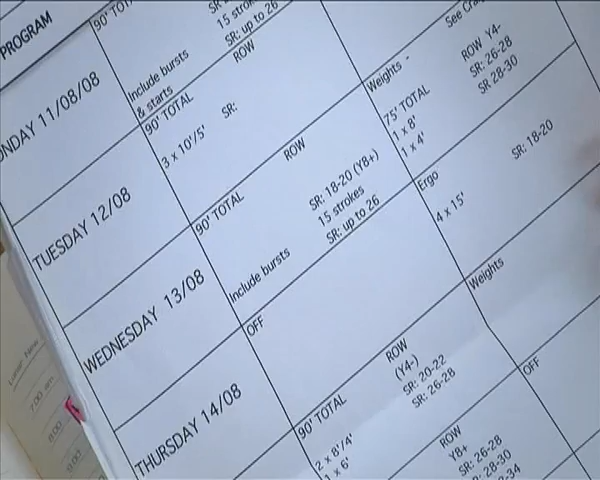 PROGRAM
NDAY 11/08/08
15 strokes
SR: up to 26
Include bursts
& starts
TUESDAY 12/08
90' TOTAL
ROW
3 x 10'/5'
SR:
Weights -
See
WEDNESDAY 13/08
90' TOTAL
ROW
SR: 18-20 (Y8+)
15 strokes
Include bursts
SR: up to 26
75' TOTAL
ROW Y4-
1 x 8'
SR: 26-28
1 x 4'
SR 28-30
THURSDAY 14/08
OFF
Ergo
4 x 15'
SR: 18-20
90' TOTAL
ROW
(Y4-)
2 x 8'/4'
SR: 20-22
1 x 6'
SR: 26-28
Weights
ROW
Y8+
SR: 26-28
28-30
OFF